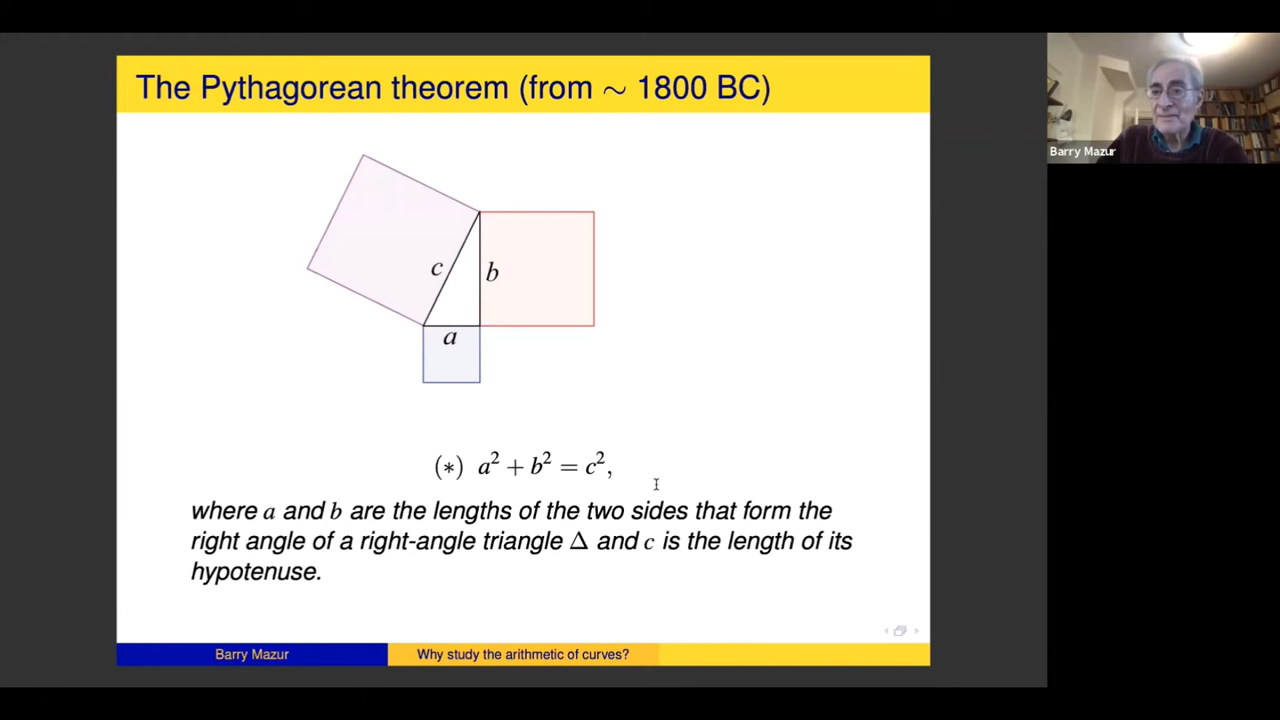 The Pythagorean theorem (from ∼ 1800 BC)
Barry Mazur
c
b
a
(∗) a² + b² = c²,
where a and b are the lengths of the two sides that form the
right angle of a right-angle triangle Δ and c is the length of its
hypotenuse.
Barry Mazur
Why study the arithmetic of curves?